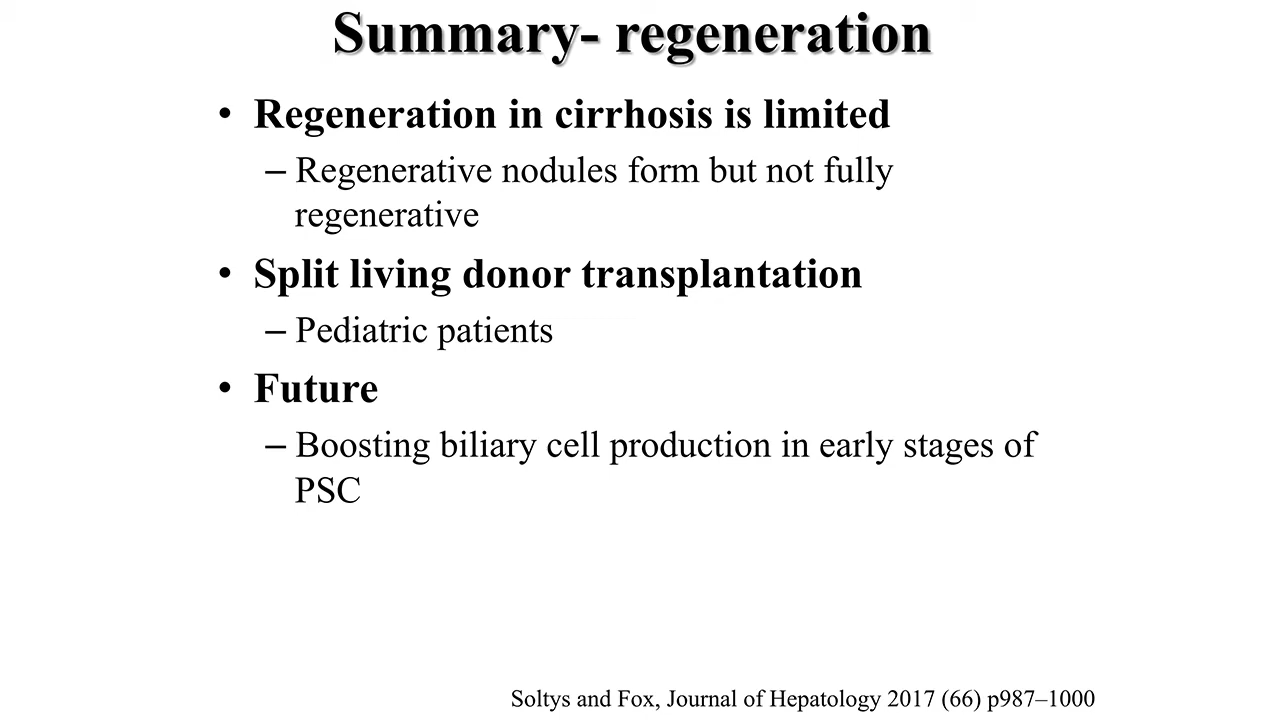 Summary- regeneration
• Regeneration in cirrhosis is limited
– Regenerative nodules form but not fully
regenerative
• Split living donor transplantation
– Pediatric patients
• Future
– Boosting biliary cell production in early stages of
PSC
Soltys and Fox, Journal of Hepatology 2017 (66) p987–1000